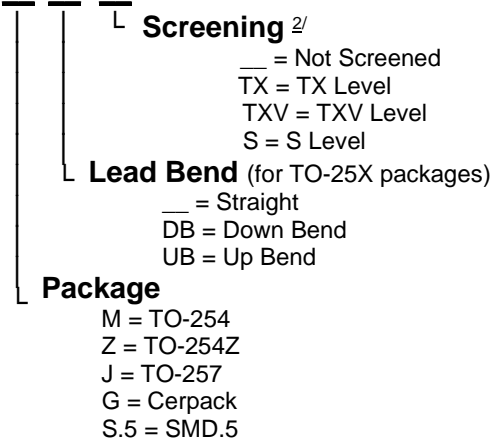 Screening 2/
__ = Not Screened
TX = TX Level
TXV = TXV Level
S = S Level
Lead Bend (for TO-25X packages)
__ = Straight
DB = Down Bend
UB = Up Bend
Package
M = TO-254
Z = TO-254Z
J = TO-257
G = Cerpack
S.5 = SMD.5